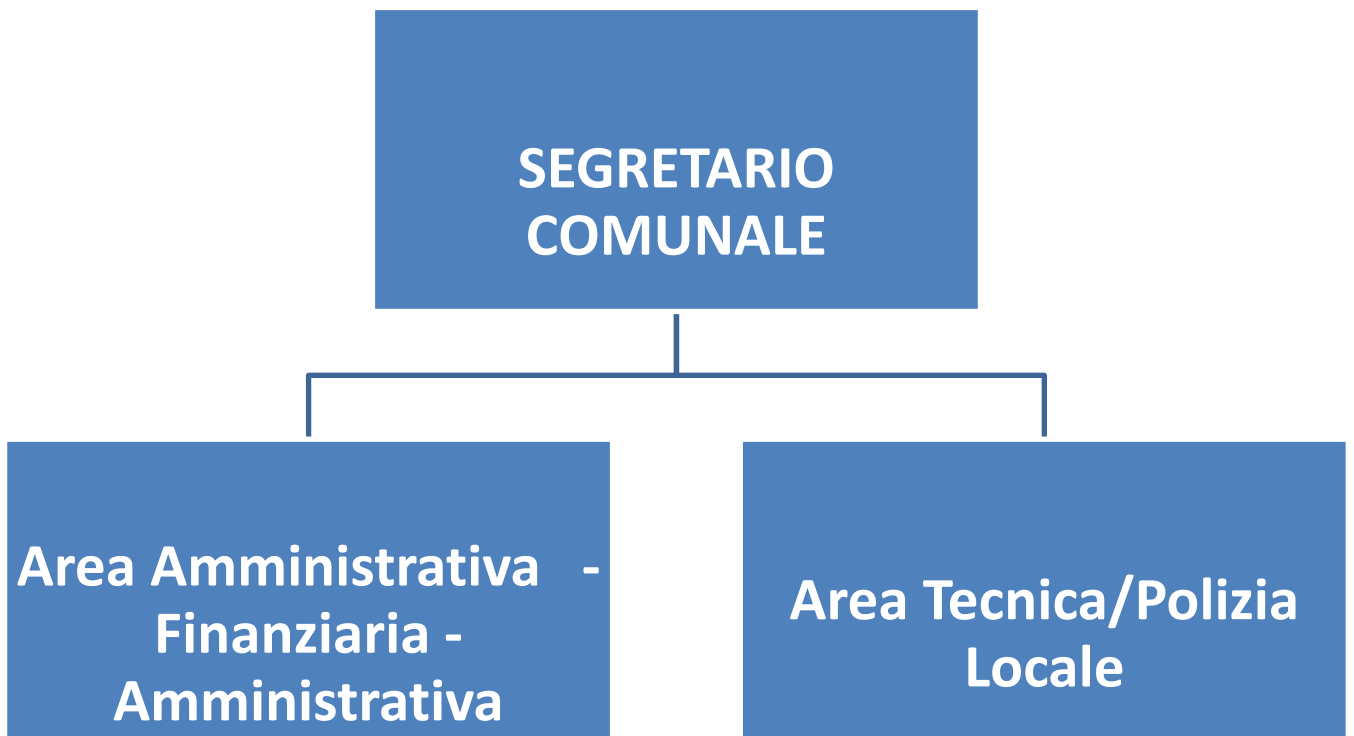 SEGRETARIO
COMUNALE
Area Amministrativa -
Finanziaria -
Amministrativa
Area Tecnica/Polizia
Locale